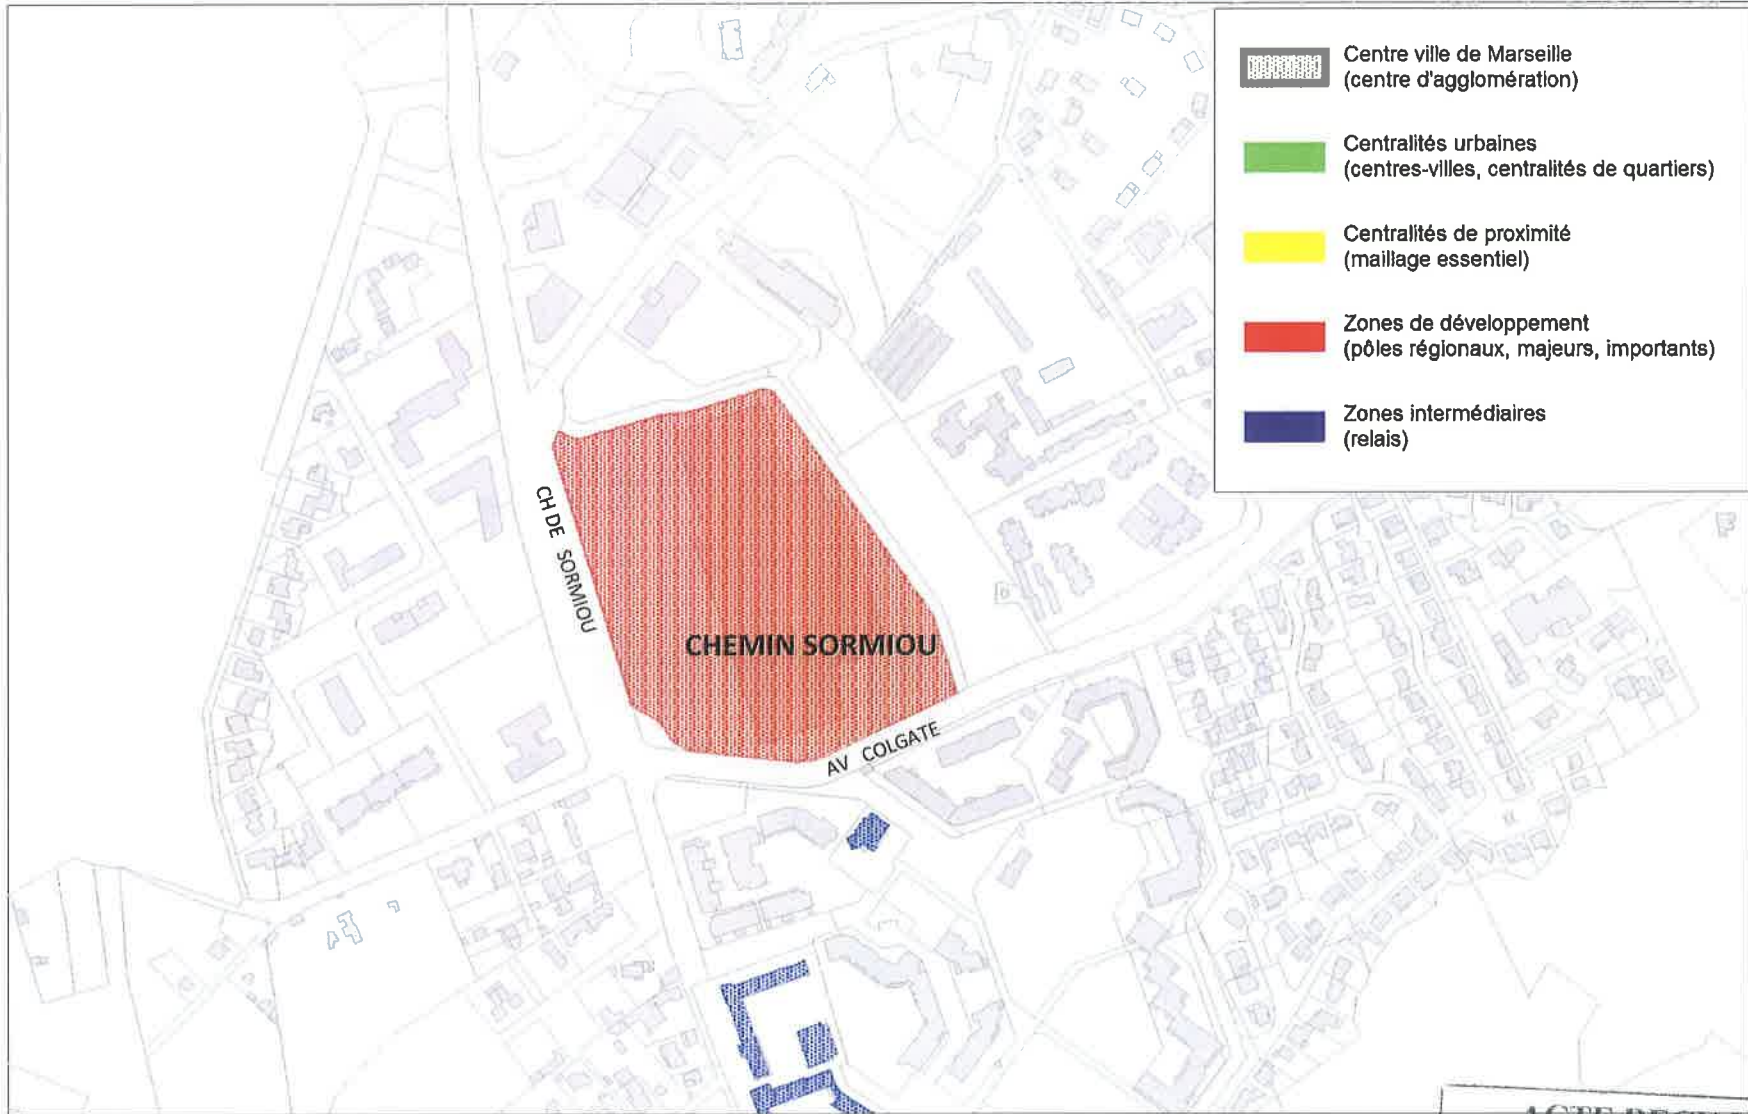 Centre ville de Marseille
(centre d'agglomération)
Centralités urbaines
(centres-villes, centralités de quartiers)
Centralités de proximité
(maillage essentiel)
Zones de développement
(pôles régionaux, majeurs, importants)
Zones intermédiaires
(relais)
CH DE SORMIOU
CHEMIN SORMIOU
AV COLGATE
ACTE